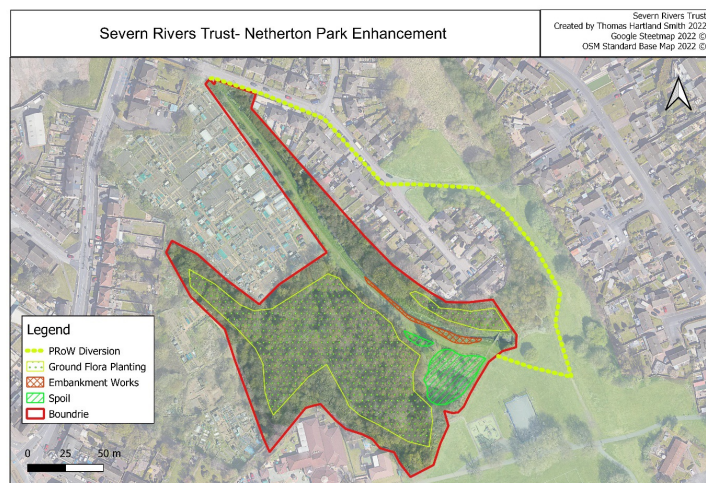 Severn Rivers Trust- Netherton Park Enhancement
Severn Rivers Trust
Created by Thomas Hartland Smith 2022
Google Steetmap 2022 ©
OSM Standard Base Map 2022 ©
Legend
PRoW Diversion
Ground Flora Planting
Embankment Works
Spoil
Boundrie
0 25 50 m